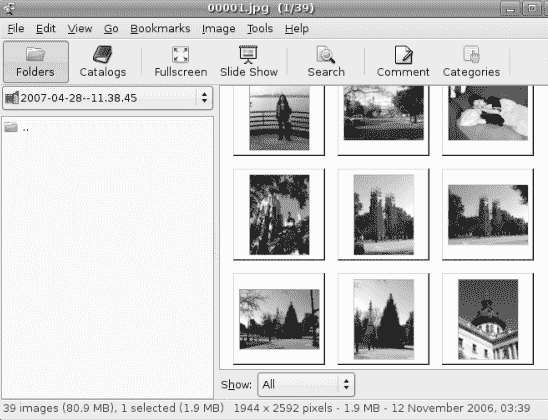 00001.jpg (1/39)
File Edit View Go Bookmarks Image Tools Help
Folders Catalogs Fullscreen Slide Show Search Comment Categories
2007-04-28--11.38.45
..
Show: All
39 images (80.9 MB), 1 selected (1.9 MB) 1944 x 2592 pixels - 1.9 MB - 12 November 2006, 03:39